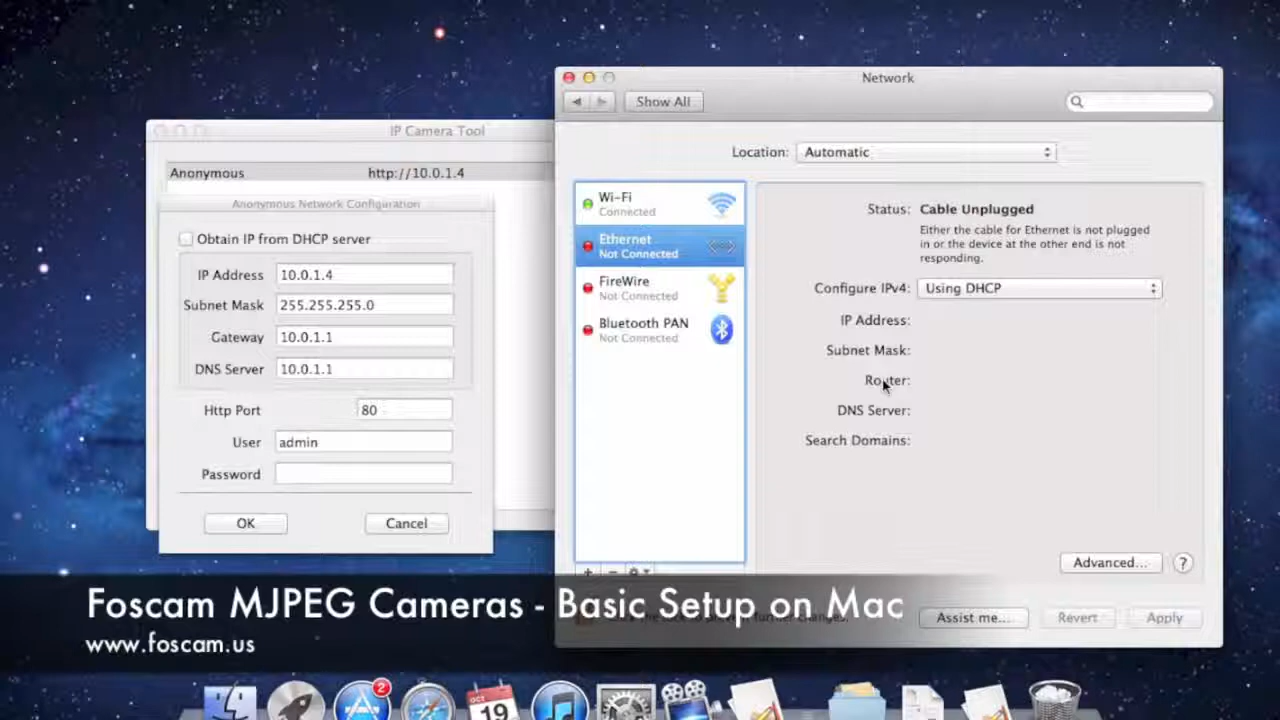 Network
Show All
IP Camera Tool
Location: Automatic
Anonymous http://10.0.1.4
Anonymous Network Configuration
Obtain IP from DHCP server
IP Address 10.0.1.4
Subnet Mask 255.255.255.0
Gateway 10.0.1.1
DNS Server 10.0.1.1
Http Port 80
User admin
Password
OK Cancel
Wi-Fi
Connected
Ethernet
Not Connected
FireWire
Not Connected
Bluetooth PAN
Not Connected
Status: Cable Unplugged
Either the cable for Ethernet is not plugged
in or the device at the other end is not
responding.
Configure IPv4: Using DHCP
IP Address:
Subnet Mask:
Router:
DNS Server:
Search Domains:
Advanced... ?
Foscam MJPEG Cameras - Basic Setup on Mac
www.foscam.us
Assist me... Revert Apply
2
OCT
19